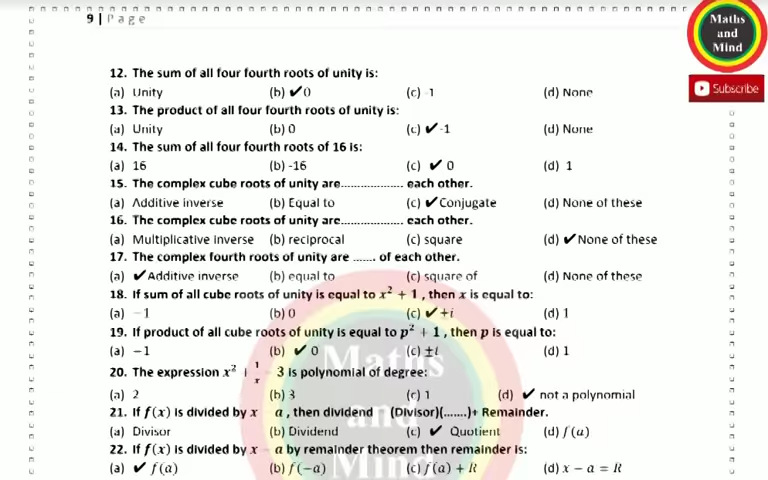 9 | P a g e
Maths
and
Mind
Subscribe
12. The sum of all four fourth roots of unity is:
(a) Unity (b) ✔0 (c) -1 (d) None
13. The product of all four fourth roots of unity is:
(a) Unity (b) 0 (c) ✔-1 (d) None
14. The sum of all four fourth roots of 16 is:
(a) 16 (b) -16 (c) ✔ 0 (d) 1
15. The complex cube roots of unity are................... each other.
(a) Additive inverse (b) Equal to (c) ✔Conjugate (d) None of these
16. The complex cube roots of unity are................... each other.
(a) Multiplicative inverse (b) reciprocal (c) square (d) ✔None of these
17. The complex fourth roots of unity are ....... of each other.
(a) ✔Additive inverse (b) equal to (c) square of (d) None of these
18. If sum of all cube roots of unity is equal to x² + 1 , then x is equal to:
(a) −1 (b) 0 (c) ✔±i (d) 1
19. If product of all cube roots of unity is equal to p² + 1 , then p is equal to:
(a) −1 (b) ✔ 0 (c) ±i (d) 1
20. The expression x² + 1/x − 3 is polynomial of degree:
(a) 2 (b) 3 (c) 1 (d) ✔ not a polynomial
21. If f(x) is divided by x − a , then dividend = (Divisor)(.......)+ Remainder.
(a) Divisor (b) Dividend (c) ✔ Quotient (d) f(a)
22. If f(x) is divided by x − a by remainder theorem then remainder is:
(a) ✔ f(a) (b) f(−a) (c) f(a) + R (d) x − a = R
Maths
and
Mind